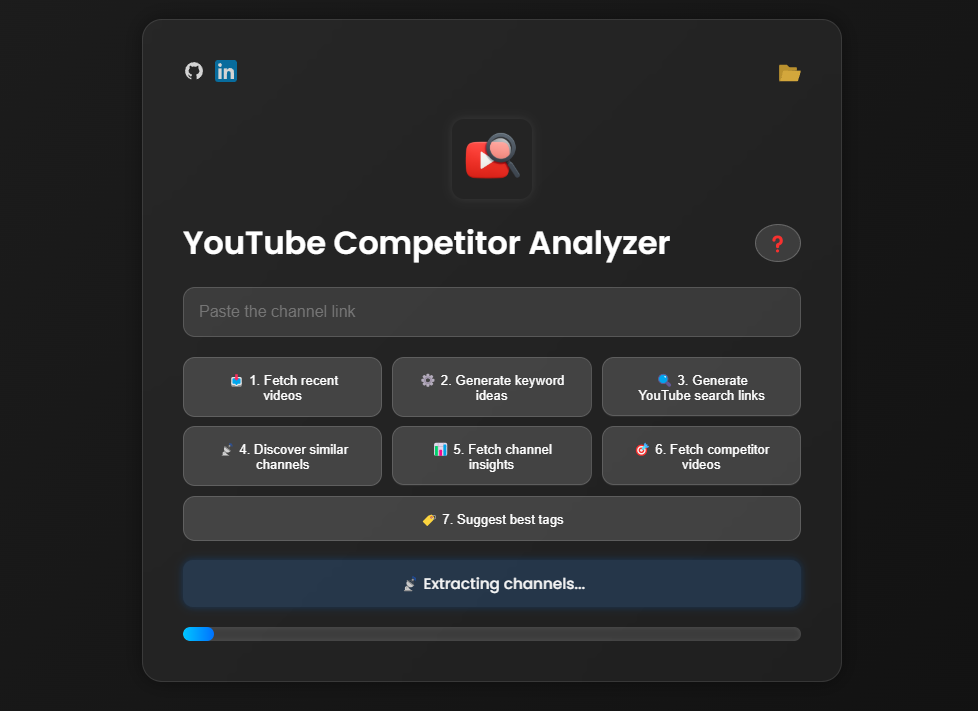 in
YouTube Competitor Analyzer
❓
Paste the channel link
📩 1. Fetch recent
videos
⚙️ 2. Generate keyword
ideas
🔍 3. Generate
YouTube search links
📡 4. Discover similar
channels
📊 5. Fetch channel
insights
🎯 6. Fetch competitor
videos
🏷️ 7. Suggest best tags
📡 Extracting channels...